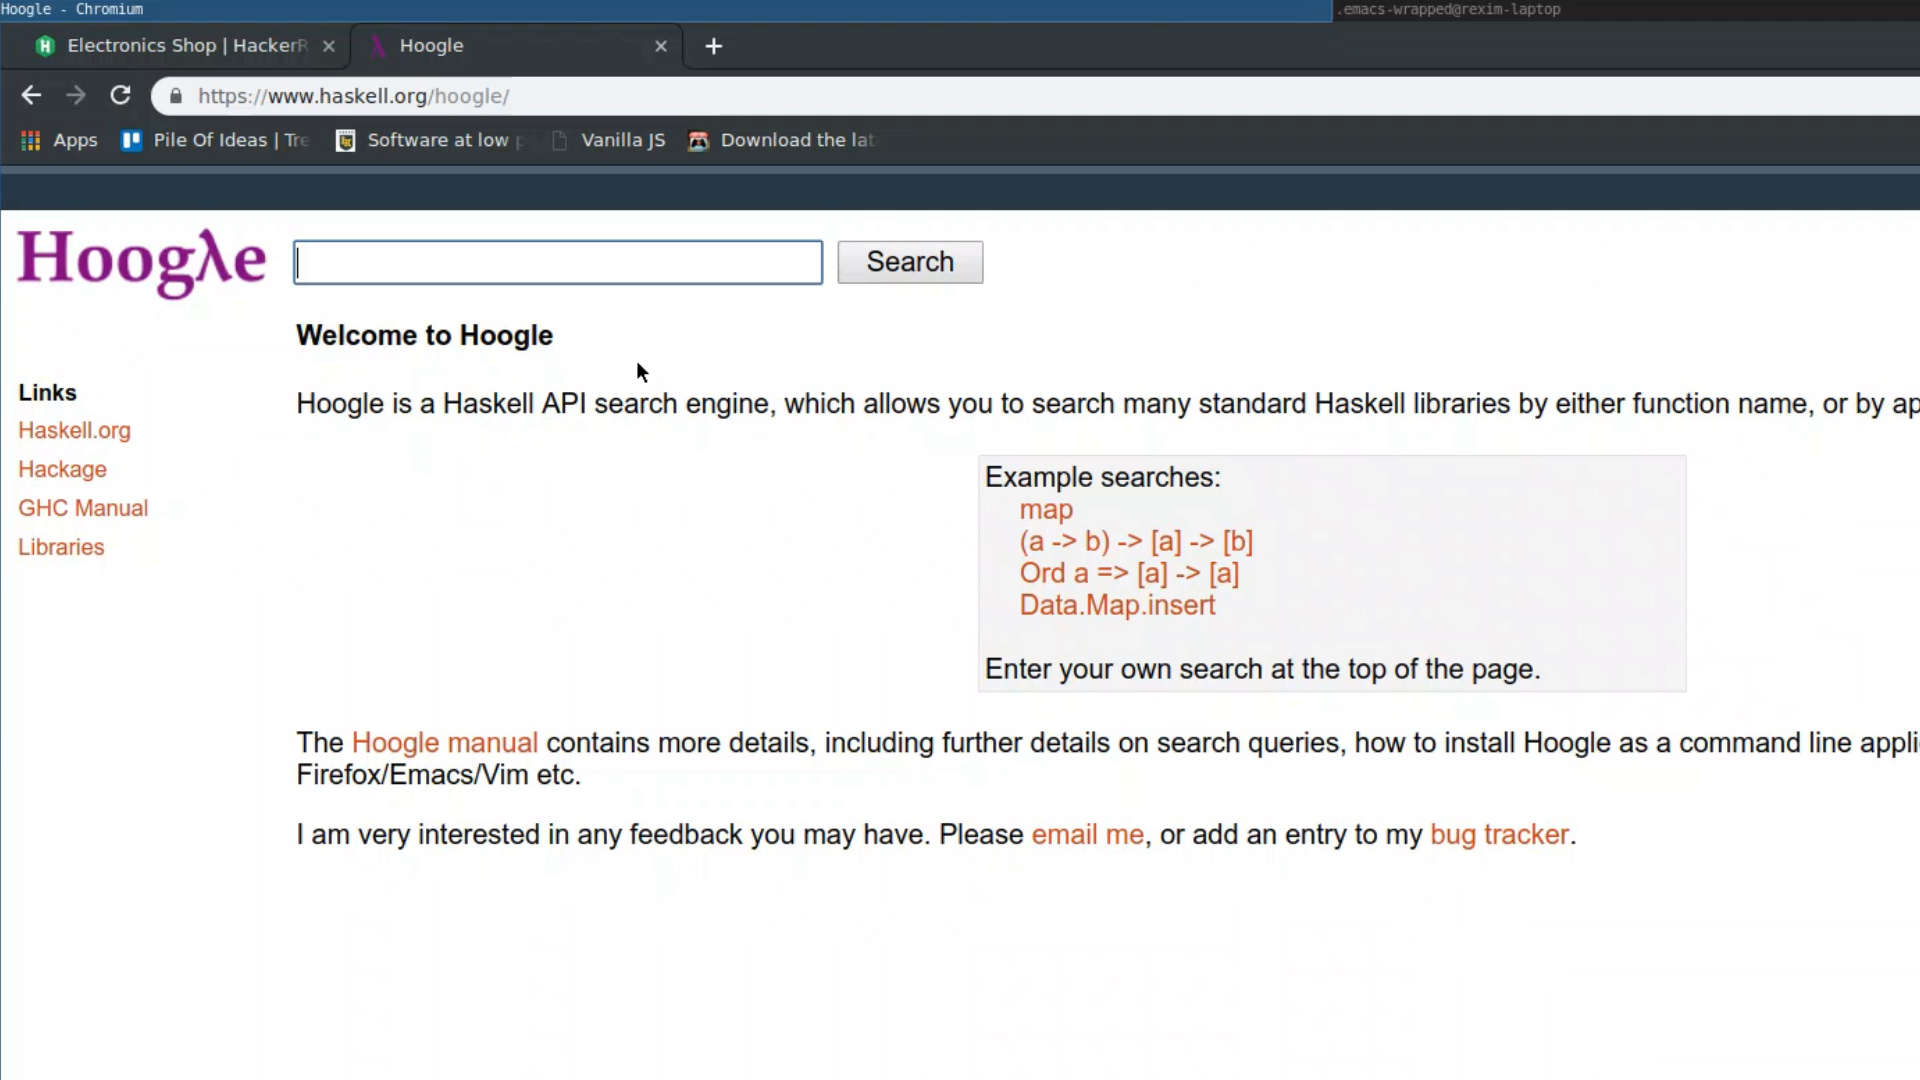 Hoogle - Chromium
.emacs-wrapped@rexim-laptop
Electronics Shop | HackerR
Hoogle
https://www.haskell.org/hoogle/
Apps
Pile Of Ideas | Tre
Software at low p
Vanilla JS
Download the lat
Hoogλe
Search
Welcome to Hoogle
Links
Haskell.org
Hackage
GHC Manual
Libraries
Hoogle is a Haskell API search engine, which allows you to search many standard Haskell libraries by either function name, or by ap
Example searches:
map
(a -> b) -> [a] -> [b]
Ord a => [a] -> [a]
Data.Map.insert
Enter your own search at the top of the page.
The Hoogle manual contains more details, including further details on search queries, how to install Hoogle as a command line appli
Firefox/Emacs/Vim etc.
I am very interested in any feedback you may have. Please email me, or add an entry to my bug tracker.